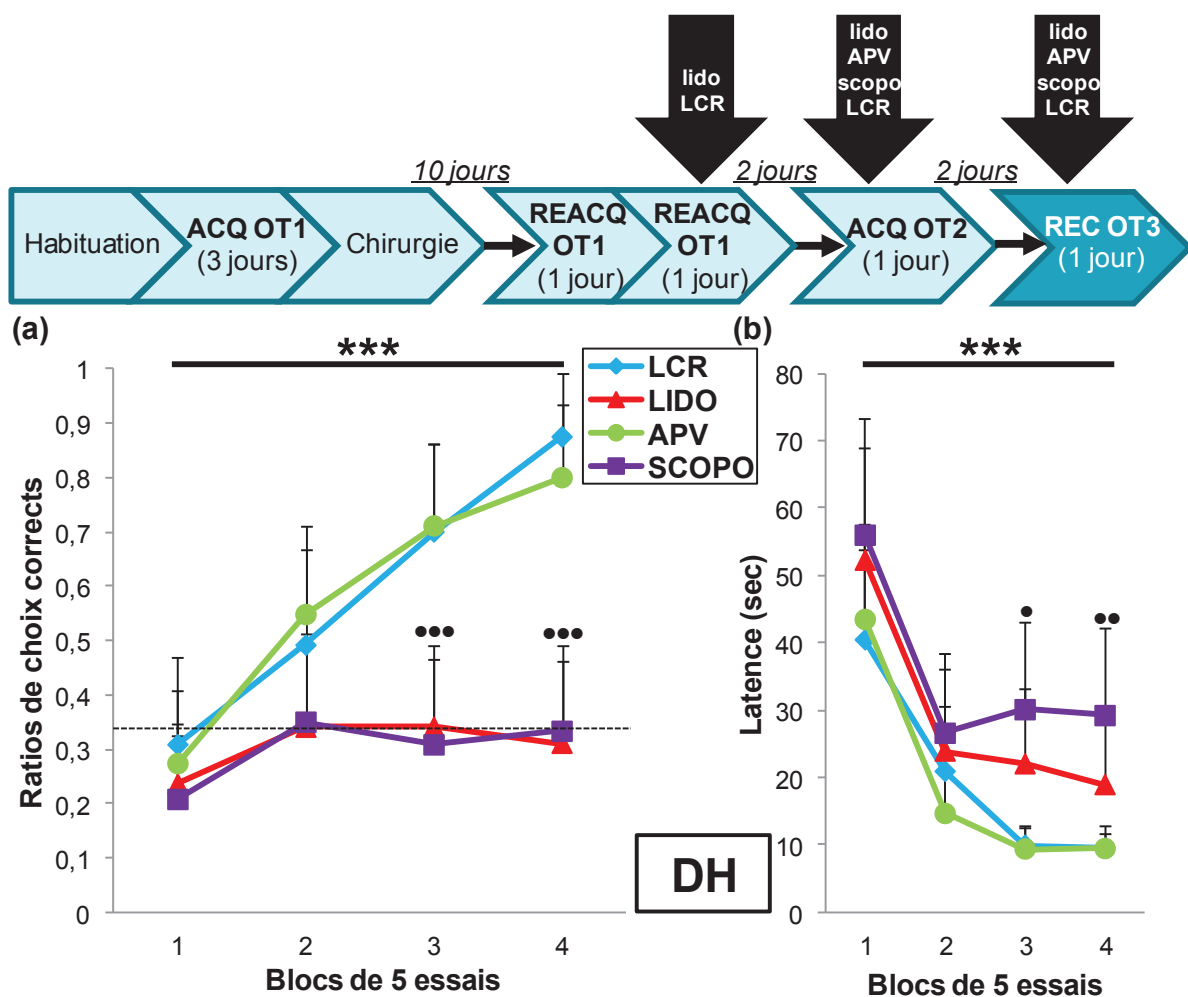 lido
LCR
lido
APV
scopo
LCR
lido
APV
scopo
LCR
10 jours
2 jours
2 jours
Habituation
ACQ OT1
(3 jours)
Chirurgie
REACQ
OT1
(1 jour)
REACQ
OT1
(1 jour)
ACQ OT2
(1 jour)
REC OT3
(1 jour)
(a)
***
Ratios de choix corrects
1
0,9
0,8
0,7
0,6
0,5
0,4
0,3
0,2
0,1
0
●●●
●●●
1 2 3 4
Blocs de 5 essais
LCR
LIDO
APV
SCOPO
DH
(b)
***
Latence (sec)
80
70
60
50
40
30
20
10
0
●
●●
1 2 3 4
Blocs de 5 essais